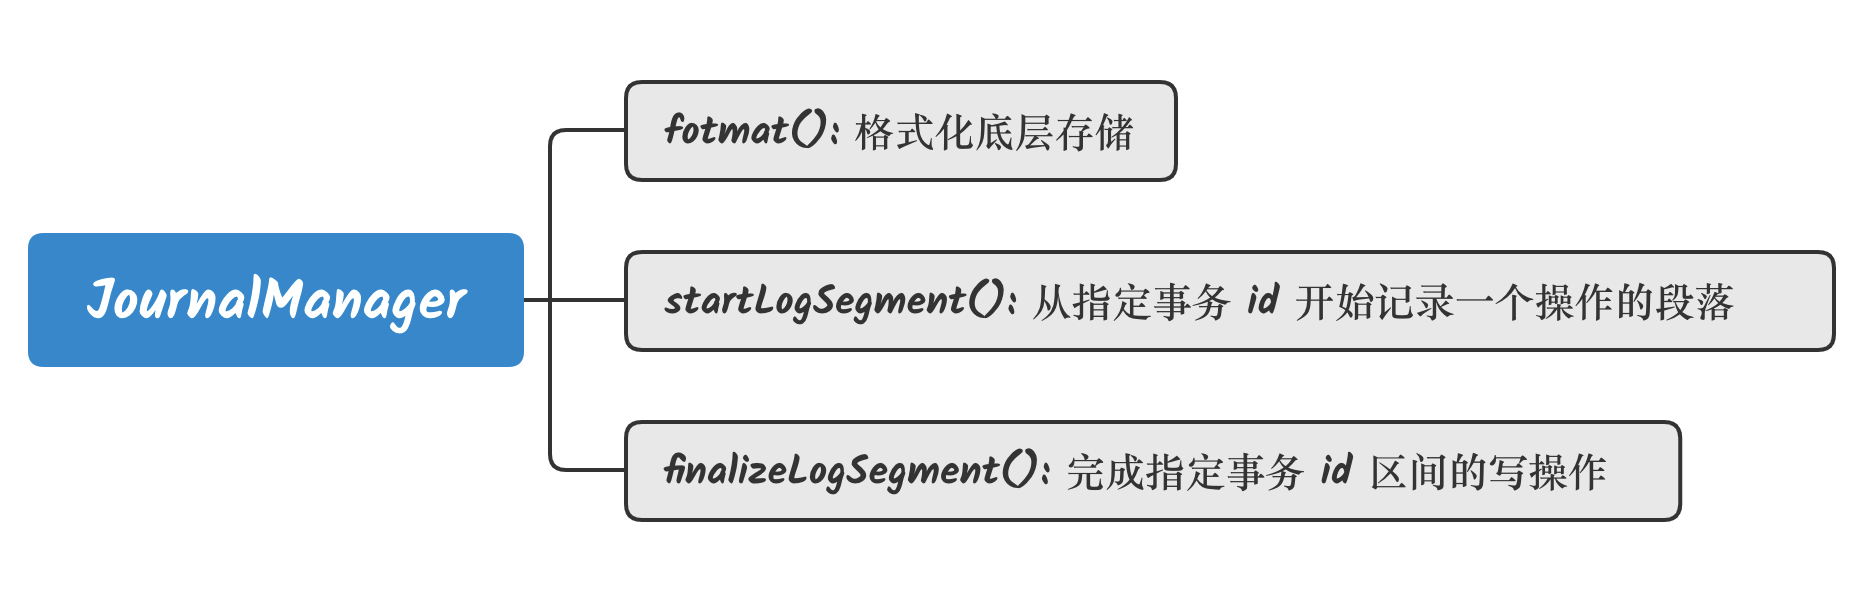 JournalManager
fotmat(): 格式化底层存储
startLogSegment(): 从指定事务 id 开始记录一个操作的段落
finalizeLogSegment(): 完成指定事务 id 区间的写操作